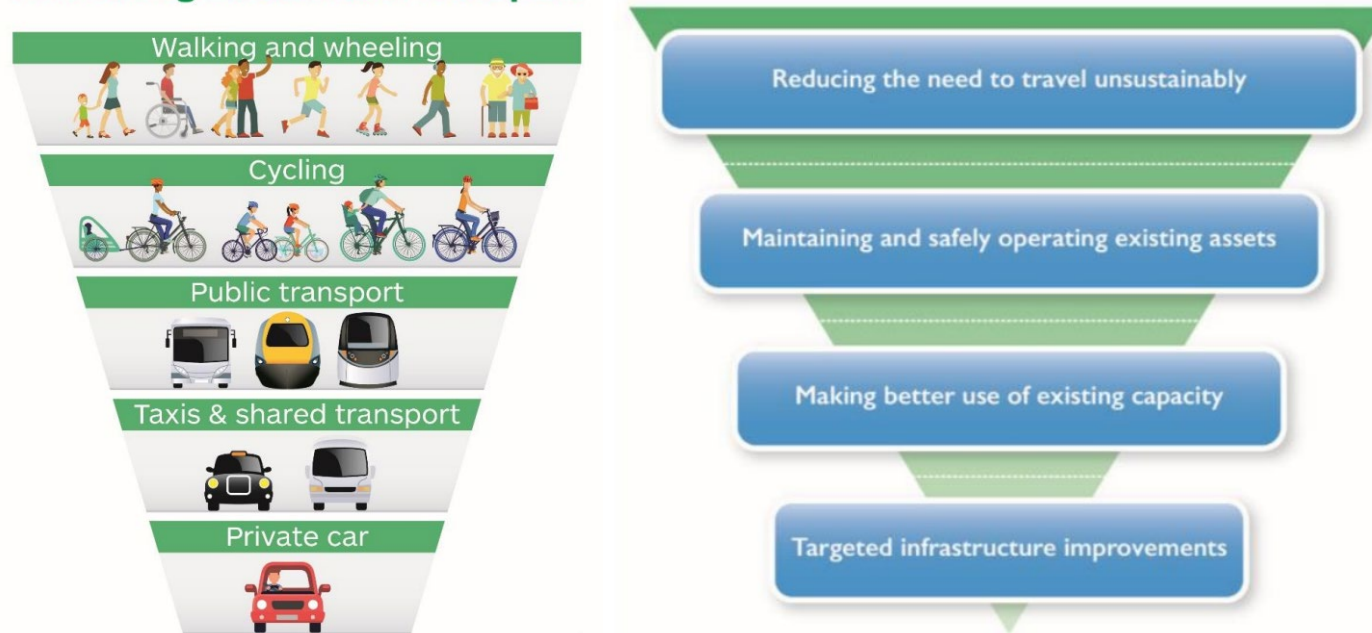 Walking and wheeling
Cycling
Public transport
Taxis & shared transport
Private car
Reducing the need to travel unsustainably
Maintaining and safely operating existing assets
Making better use of existing capacity
Targeted infrastructure improvements